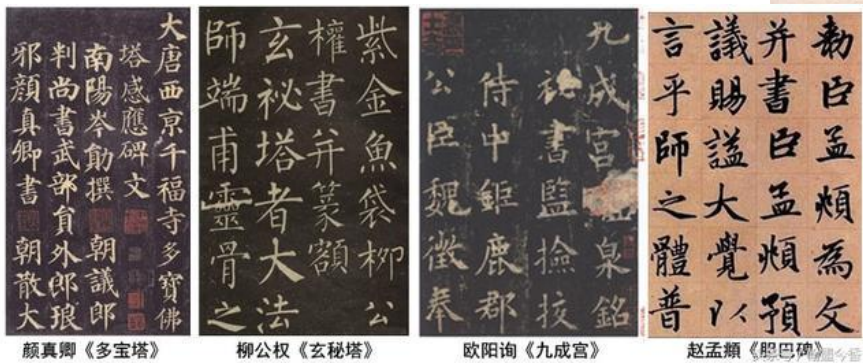 大唐西京千福寺多寶佛
塔感應碑文
南陽岑勛撰 朝議郎
判尚書武部員外郎琅
邪顏真卿書 朝散大
紫金魚袋柳公
權書并篆額
玄祕塔者大法
師端甫靈骨之
九成宮泉銘
秘書監撿挍
侍中鉅鹿郡
公臣魏徵奉
勅臣孟頫為文
并書臣孟頫預
議賜謚大覺以
言乎師之體普
颜真卿《多宝塔》
柳公权《玄秘塔》
欧阳询《九成宫》
赵孟頫《胆巴碑》